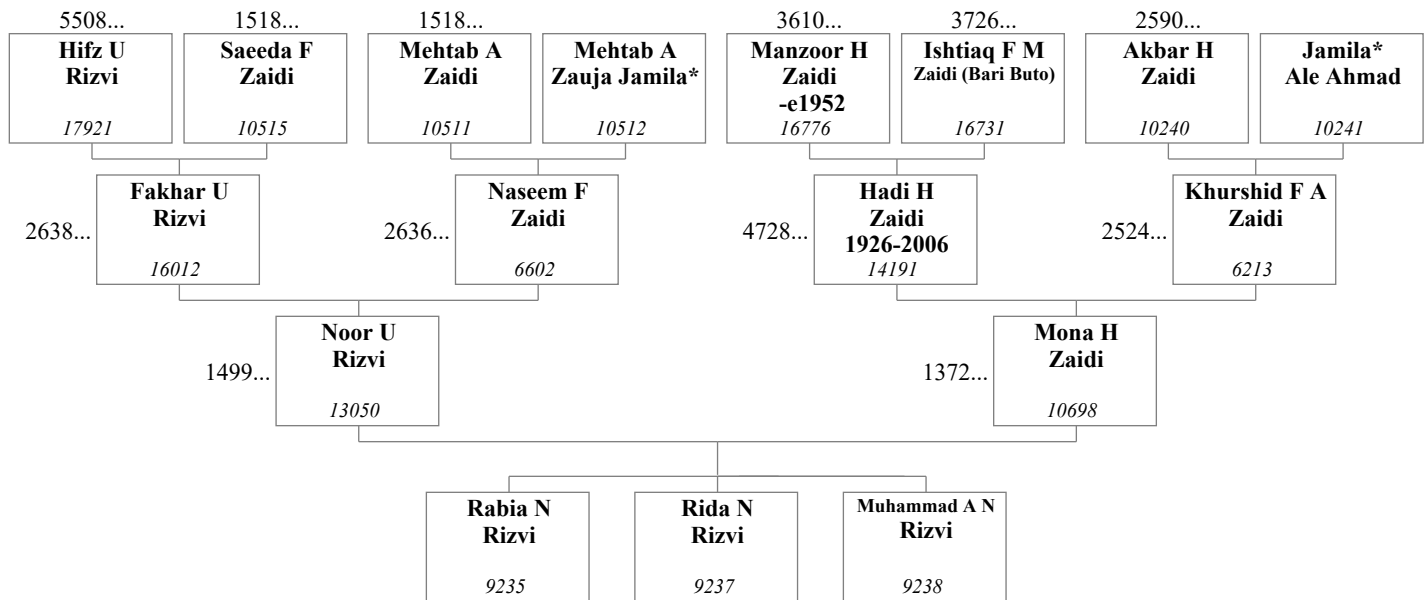 5508...
1518...
1518...
3610...
3726...
2590...
Hifz U
Rizvi
17921
Saeeda F
Zaidi
10515
Mehtab A
Zaidi
10511
Mehtab A
Zauja Jamila*
10512
Manzoor H
Zaidi
-e1952
16776
Ishtiaq F M
Zaidi (Bari Buto)
16731
Akbar H
Zaidi
10240
Jamila*
Ale Ahmad
10241
2638...
Fakhar U
Rizvi
16012
2636...
Naseem F
Zaidi
6602
4728...
Hadi H
Zaidi
1926-2006
14191
2524...
Khurshid F A
Zaidi
6213
1499...
Noor U
Rizvi
13050
1372...
Mona H
Zaidi
10698
Rabia N
Rizvi
9235
Rida N
Rizvi
9237
Muhammad A N
Rizvi
9238